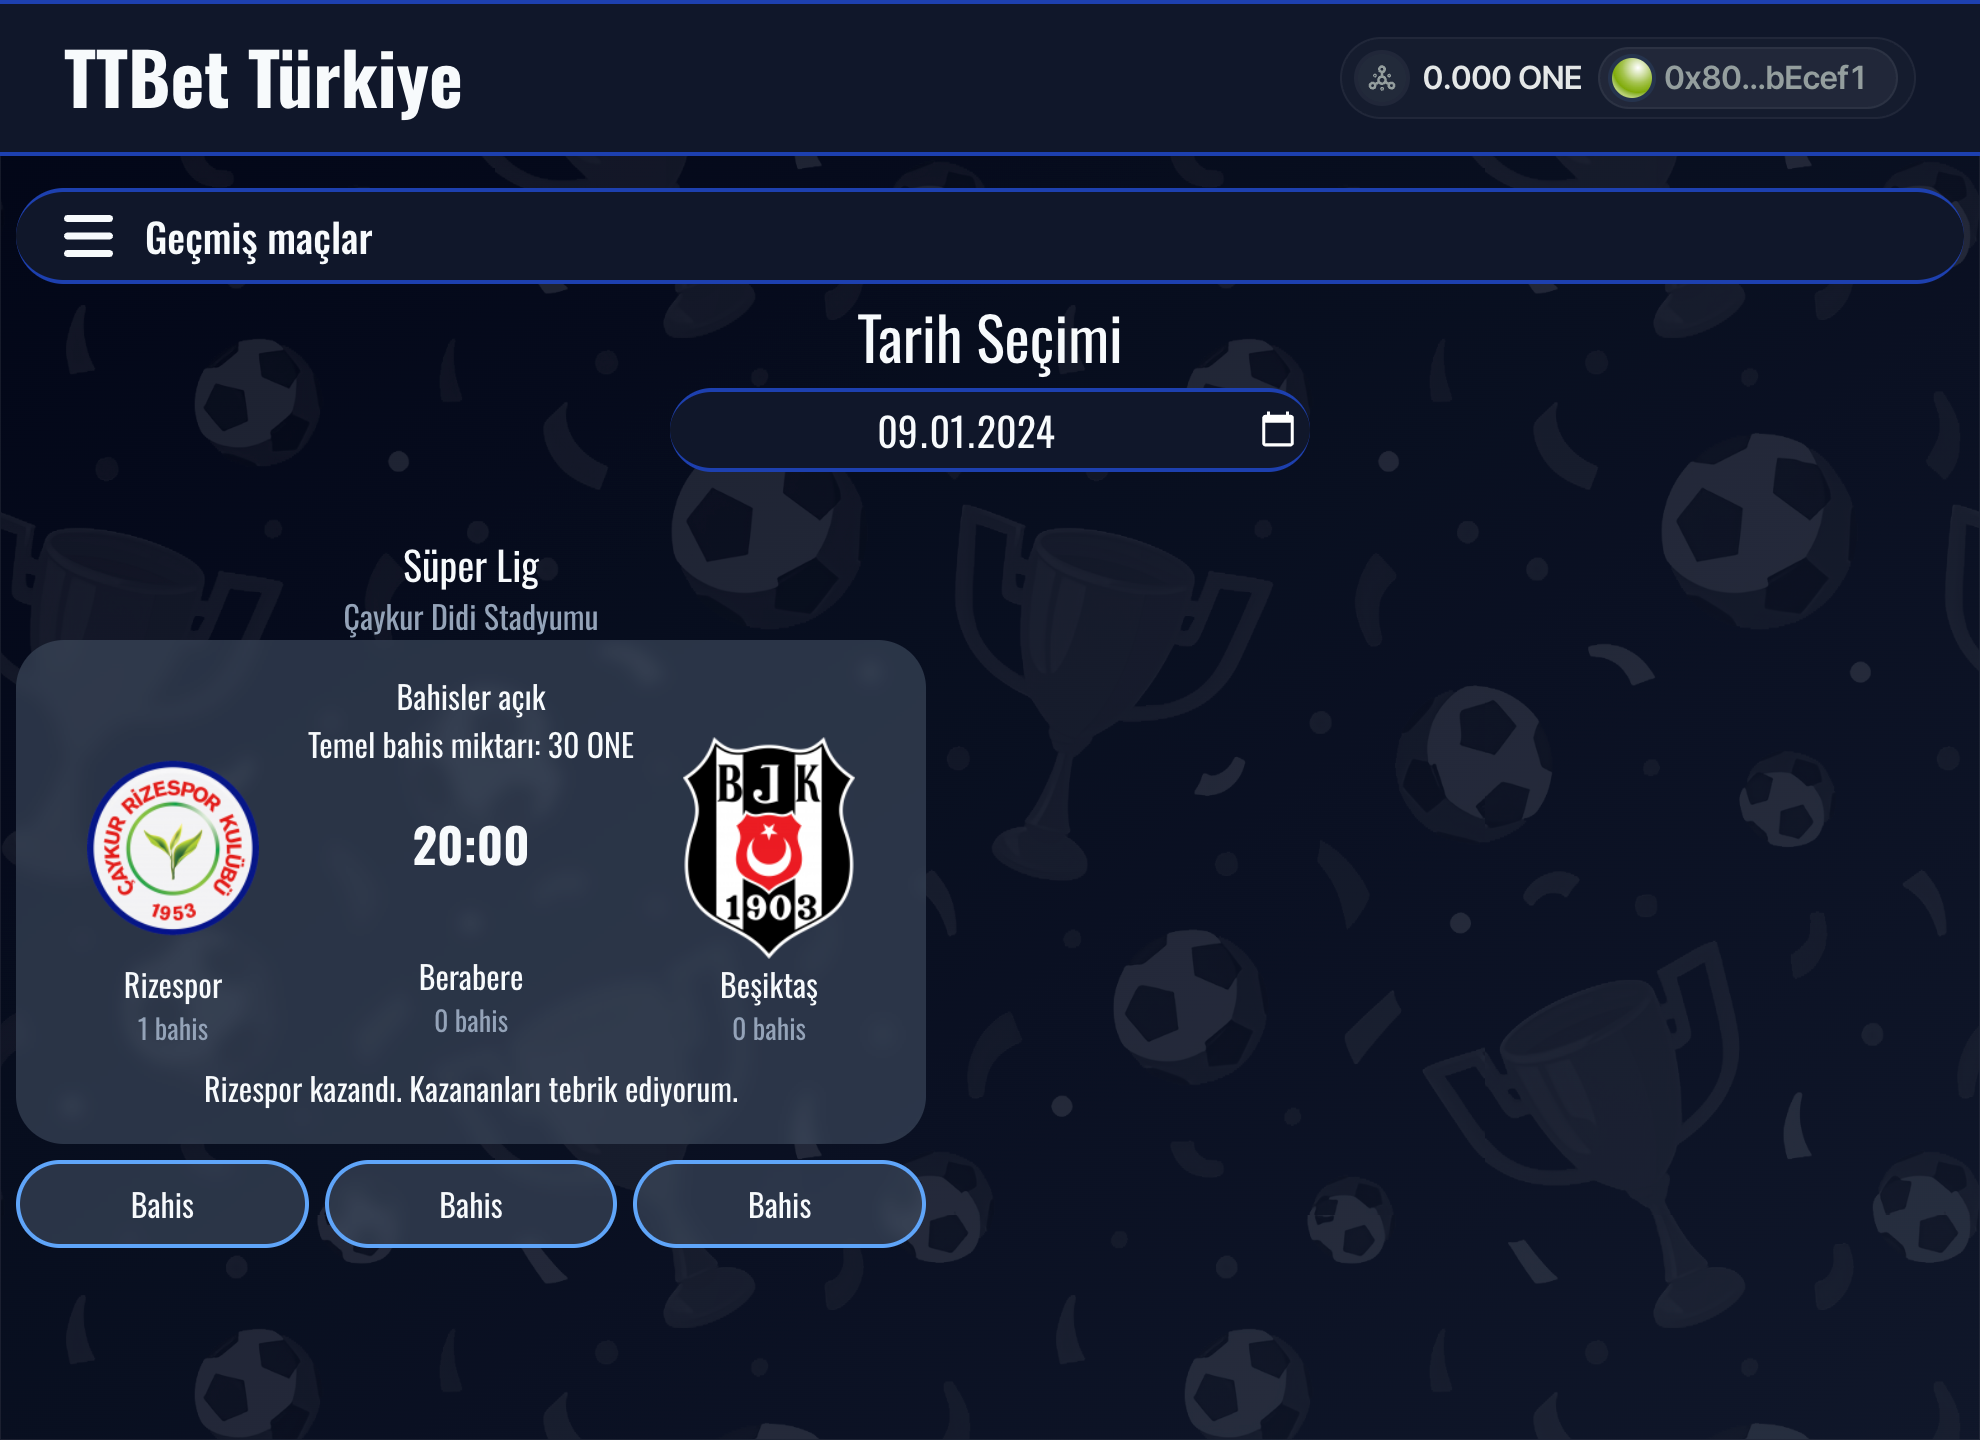 TTBet Türkiye
0.000 ONE
0x80...bEcef1
Geçmiş maçlar
Tarih Seçimi
09.01.2024
Süper Lig
Çaykur Didi Stadyumu
Bahisler açık
Temel bahis miktarı: 30 ONE
ÇAYKUR RİZESPOR KULÜBÜ
1953
20:00
BJK
1903
Rizespor
1 bahis
Berabere
0 bahis
Beşiktaş
0 bahis
Rizespor kazandı. Kazananları tebrik ediyorum.
Bahis
Bahis
Bahis